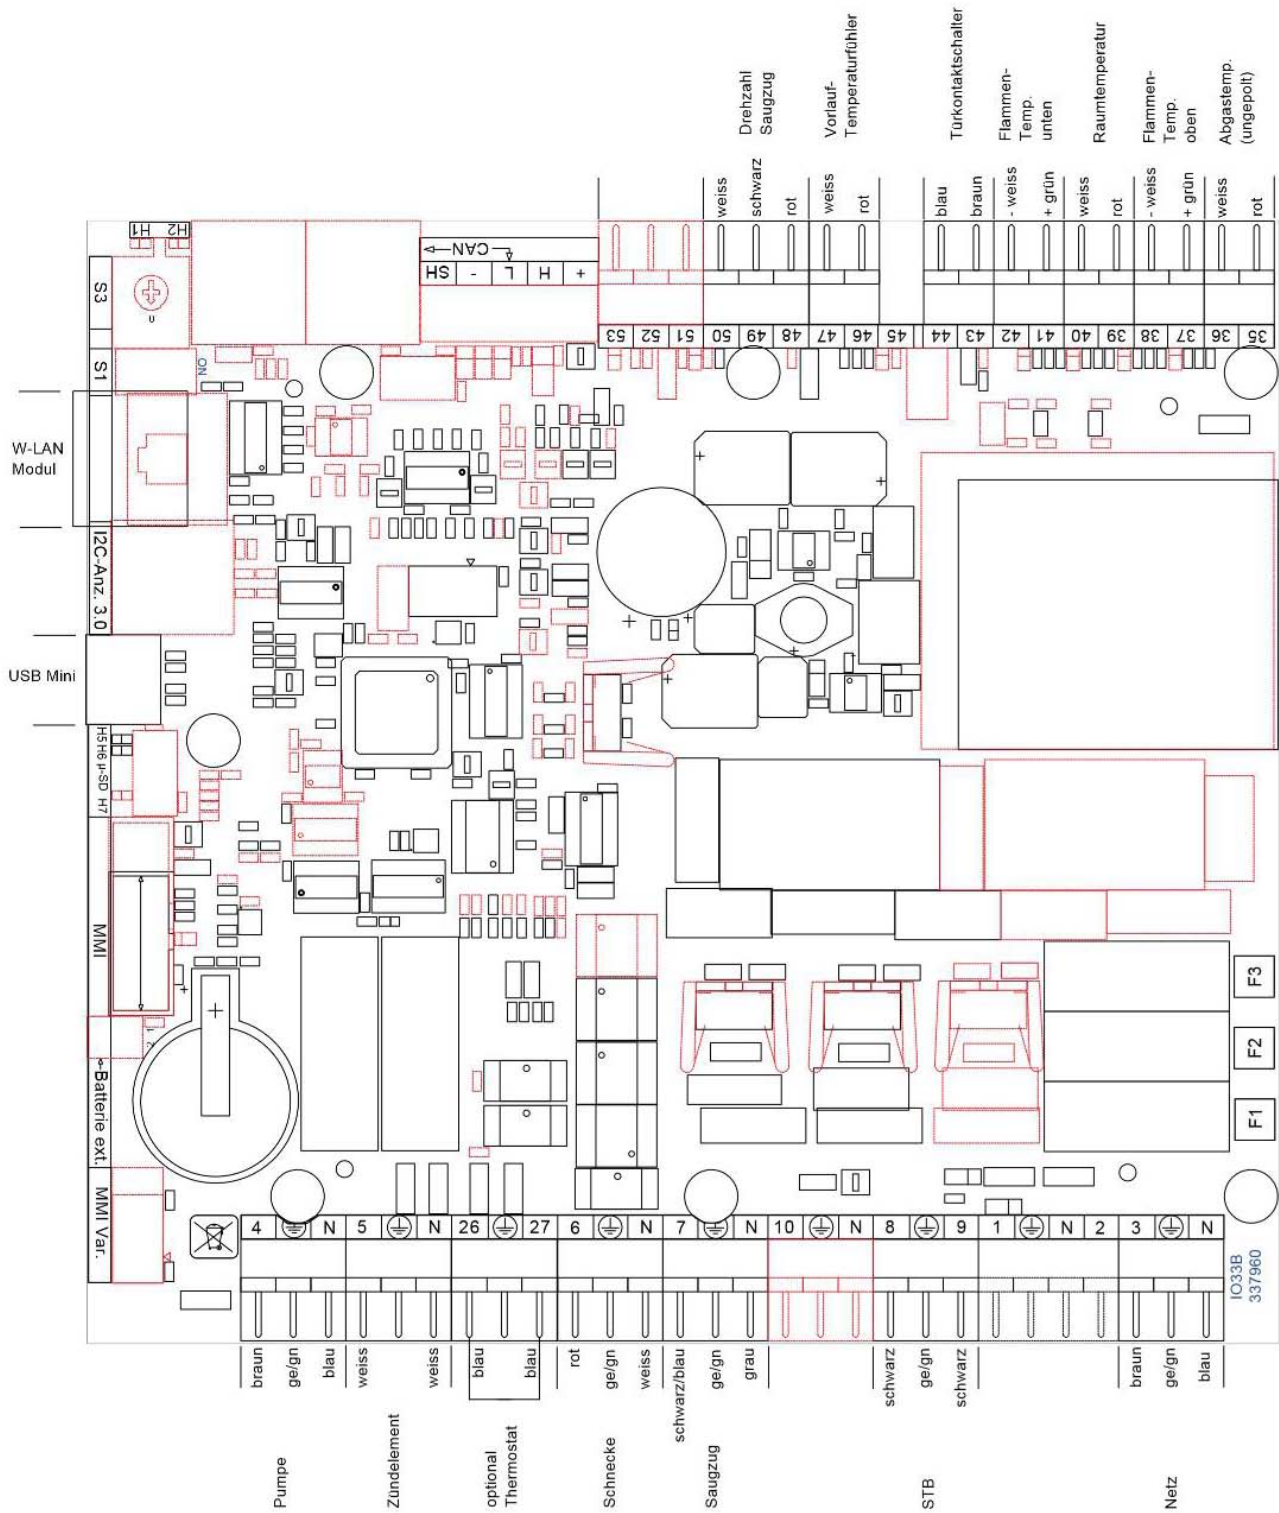 Drehzahl
Saugzug
Vorlauf-
Temperaturfühler
Türkontaktschalter
Flammen-
Temp.
unten
Raumtemperatur
Flammen-
Temp.
oben
Abgastemp.
(ungepolt)
weiss
schwarz
rot
weiss
rot
blau
braun
- weiss
+ grün
weiss
rot
- weiss
+ grün
weiss
rot
H1
H2
CAN
SH
-
L
H
+
53
52
51
50
49
48
47
46
45
44
43
42
41
40
39
38
37
36
35
S3
S1
ON
W-LAN
Modul
I2C-Anz. 3.0
USB Mini
H5 H6 µ-SD H7
MMI
Batterie ext.
MMI Var.
F3
F2
F1
4
N
5
N
26
27
6
N
7
N
10
N
8
9
1
N
2
3
N
IO33B
337960
braun
ge/gn
blau
weiss
weiss
blau
blau
rot
ge/gn
weiss
schwarz/blau
ge/gn
grau
schwarz
ge/gn
schwarz
braun
ge/gn
blau
Pumpe
Zündelement
optional
Thermostat
Schnecke
Saugzug
STB
Netz